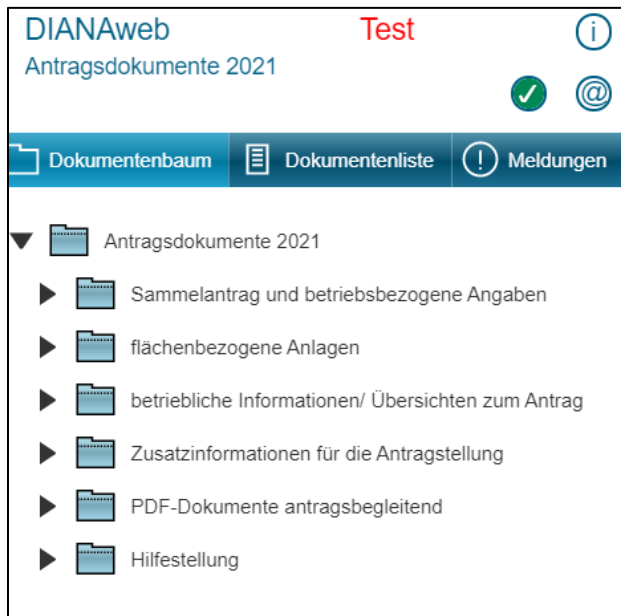 DIANAweb Test
Antragsdokumente 2021
Dokumentenbaum Dokumentenliste Meldungen
Antragsdokumente 2021
Sammelantrag und betriebsbezogene Angaben
flächenbezogene Anlagen
betriebliche Informationen/ Übersichten zum Antrag
Zusatzinformationen für die Antragstellung
PDF-Dokumente antragsbegleitend
Hilfestellung